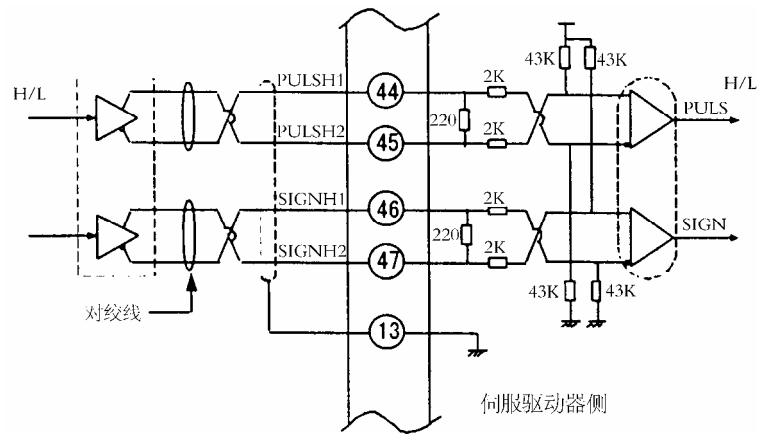 43K
43K
H/L
PULSH1
44
2K
H/L
PULS
220
PULSH2
45
2K
SIGNH1
46
2K
SIGN
220
SIGNH2
47
2K
43K
43K
对绞线
13
伺服驱动器侧